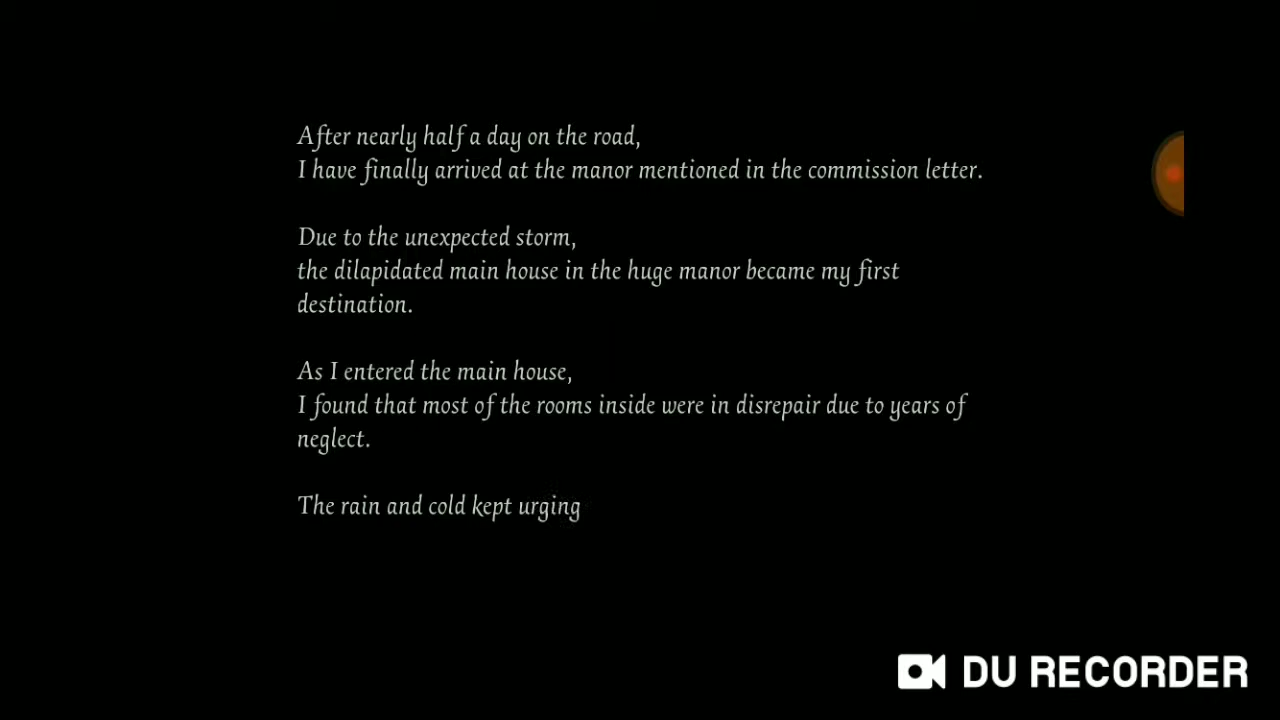 After nearly half a day on the road,
I have finally arrived at the manor mentioned in the commission letter.
Due to the unexpected storm,
the dilapidated main house in the huge manor became my first
destination.
As I entered the main house,
I found that most of the rooms inside were in disrepair due to years of
neglect.
The rain and cold kept urging
DU RECORDER